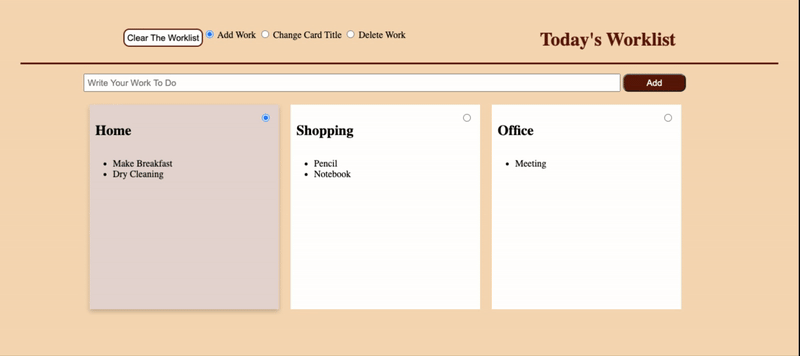 Clear The Worklist Add Work Change Card Title Delete Work
Today's Worklist
Write Your Work To Do
Add
Home
Make Breakfast
Dry Cleaning
Shopping
Pencil
Notebook
Office
Meeting